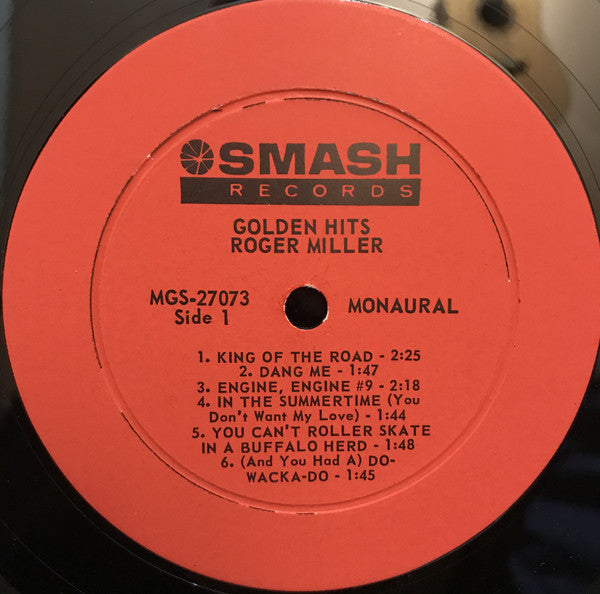 SMASH
RECORDS
GOLDEN HITS
ROGER MILLER
MGS-27073
Side 1
MONAURAL
1. KING OF THE ROAD - 2:25
2. DANG ME - 1:47
3. ENGINE, ENGINE #9 - 2:18
4. IN THE SUMMERTIME (You
Don't Want My Love) - 1:44
5. YOU CAN'T ROLLER SKATE
IN A BUFFALO HERD - 1:48
6. (And You Had A) DO-
WACKA-DO - 1:45